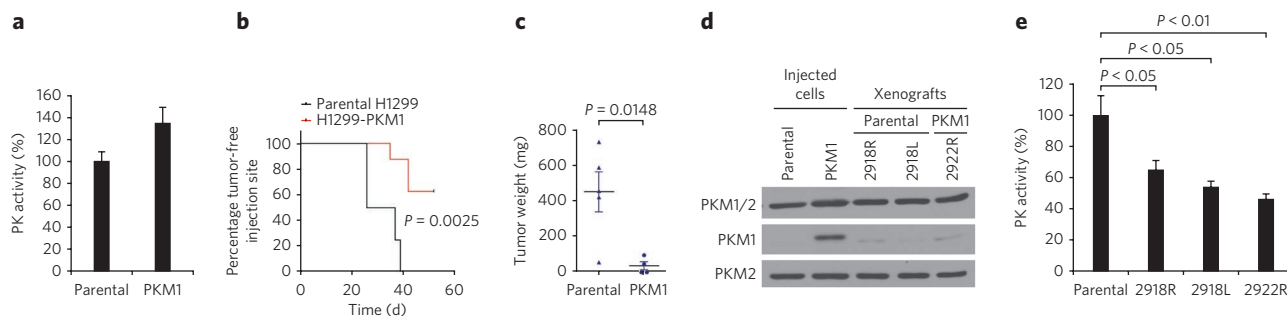 a
PK activity (%)
160
140
120
100
80
60
40
20
0
Parental PKM1
b
Parental H1299
H1299-PKM1
Percentage tumor-free
injection site
100
80
60
40
20
0
P = 0.0025
0 20 40 60
Time (d)
c
P = 0.0148
Tumor weight (mg)
800
600
400
200
0
Parental PKM1
d
Injected
cells
Xenografts
Parental
PKM1
Parental
PKM1
2918R
2918L
2922R
PKM1/2
PKM1
PKM2
e
P < 0.01
P < 0.05
P < 0.05
PK activity (%)
120
100
80
60
40
20
0
Parental 2918R 2918L 2922R